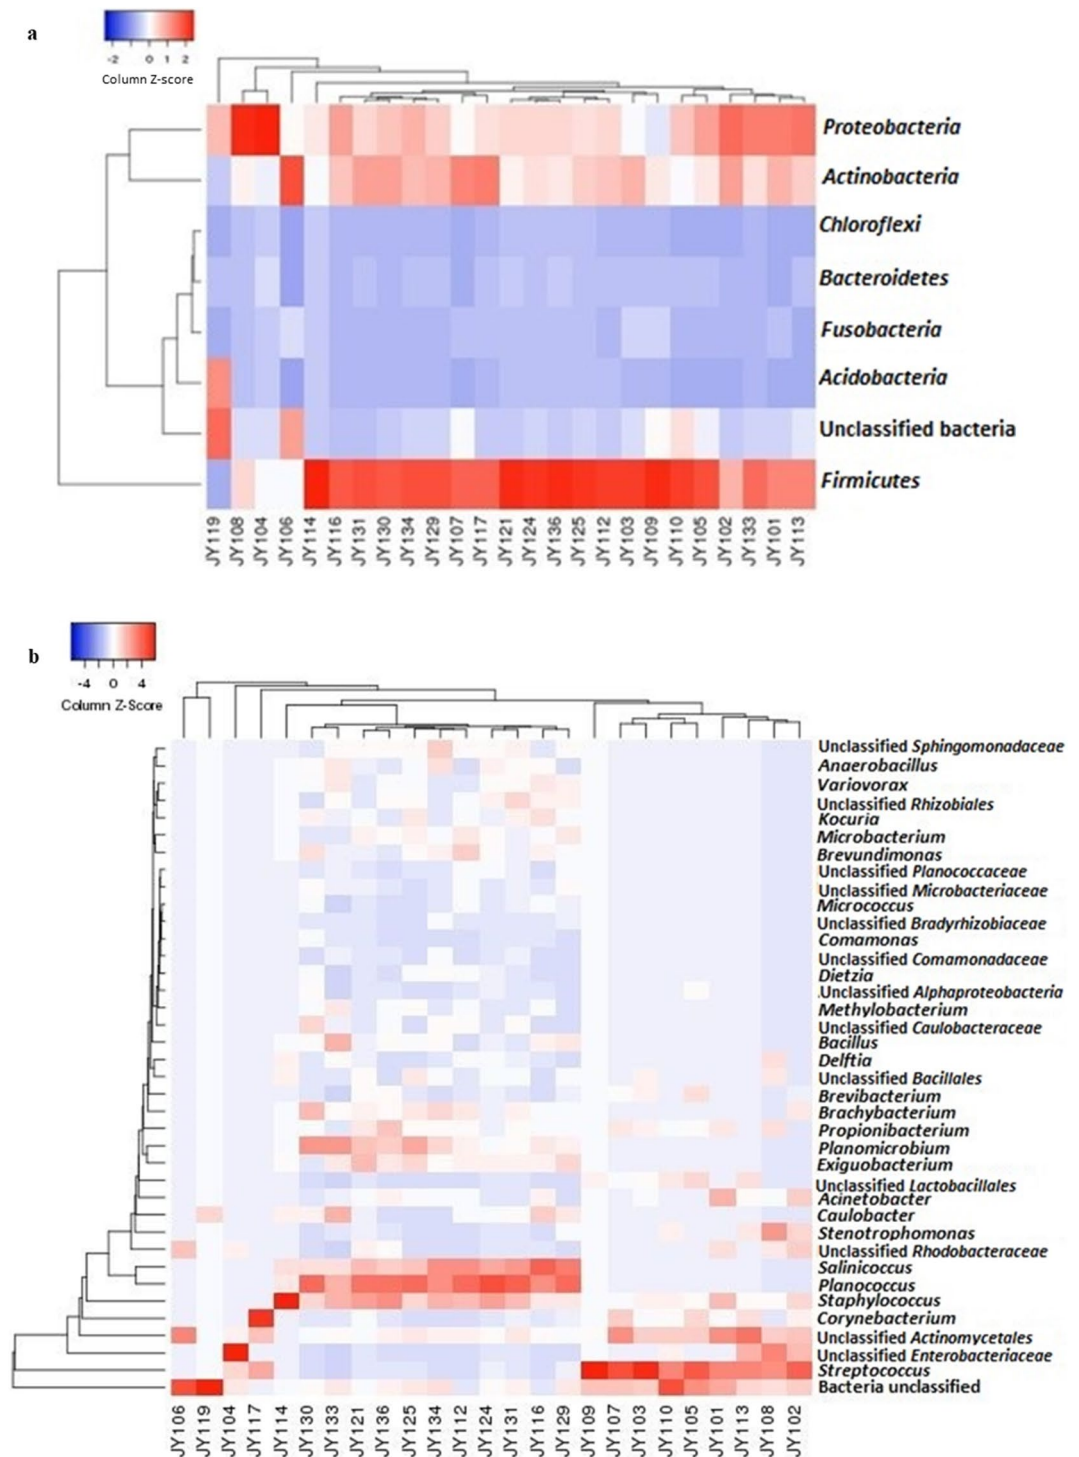 a
-2 0 1 2
Column Z-score
Proteobacteria
Actinobacteria
Chloroflexi
Bacteroidetes
Fusobacteria
Acidobacteria
Unclassified bacteria
Firmicutes
JY119 JY108 JY104 JY106 JY114 JY116 JY131 JY130 JY134 JY129 JY107 JY117 JY121 JY124 JY136 JY125 JY112 JY103 JY109 JY110 JY105 JY102 JY133 JY101 JY113
b
-4 0 4
Column Z-Score
Unclassified Sphingomonadaceae
Anaerobacillus
Variovorax
Unclassified Rhizobiales
Kocuria
Microbacterium
Brevundimonas
Unclassified Planococcaceae
Unclassified Microbacteriaceae
Micrococcus
Unclassified Bradyrhizobiaceae
Comamonas
Unclassified Comamonadaceae
Dietzia
.Unclassified Alphaproteobacteria
Methylobacterium
Unclassified Caulobacteraceae
Bacillus
Delftia
Unclassified Bacillales
Brevibacterium
Brachybacterium
Propionibacterium
Planomicrobium
Exiguobacterium
Unclassified Lactobacillales
Acinetobacter
Caulobacter
Stenotrophomonas
Unclassified Rhodobacteraceae
Salinicoccus
Planococcus
Staphylococcus
Corynebacterium
Unclassified Actinomycetales
Unclassified Enterobacteriaceae
Streptococcus
Bacteria unclassified
JY106 JY119 JY104 JY117 JY114 JY130 JY133 JY121 JY136 JY125 JY134 JY112 JY124 JY131 JY116 JY129 JY109 JY107 JY103 JY110 JY105 JY101 JY113 JY108 JY102